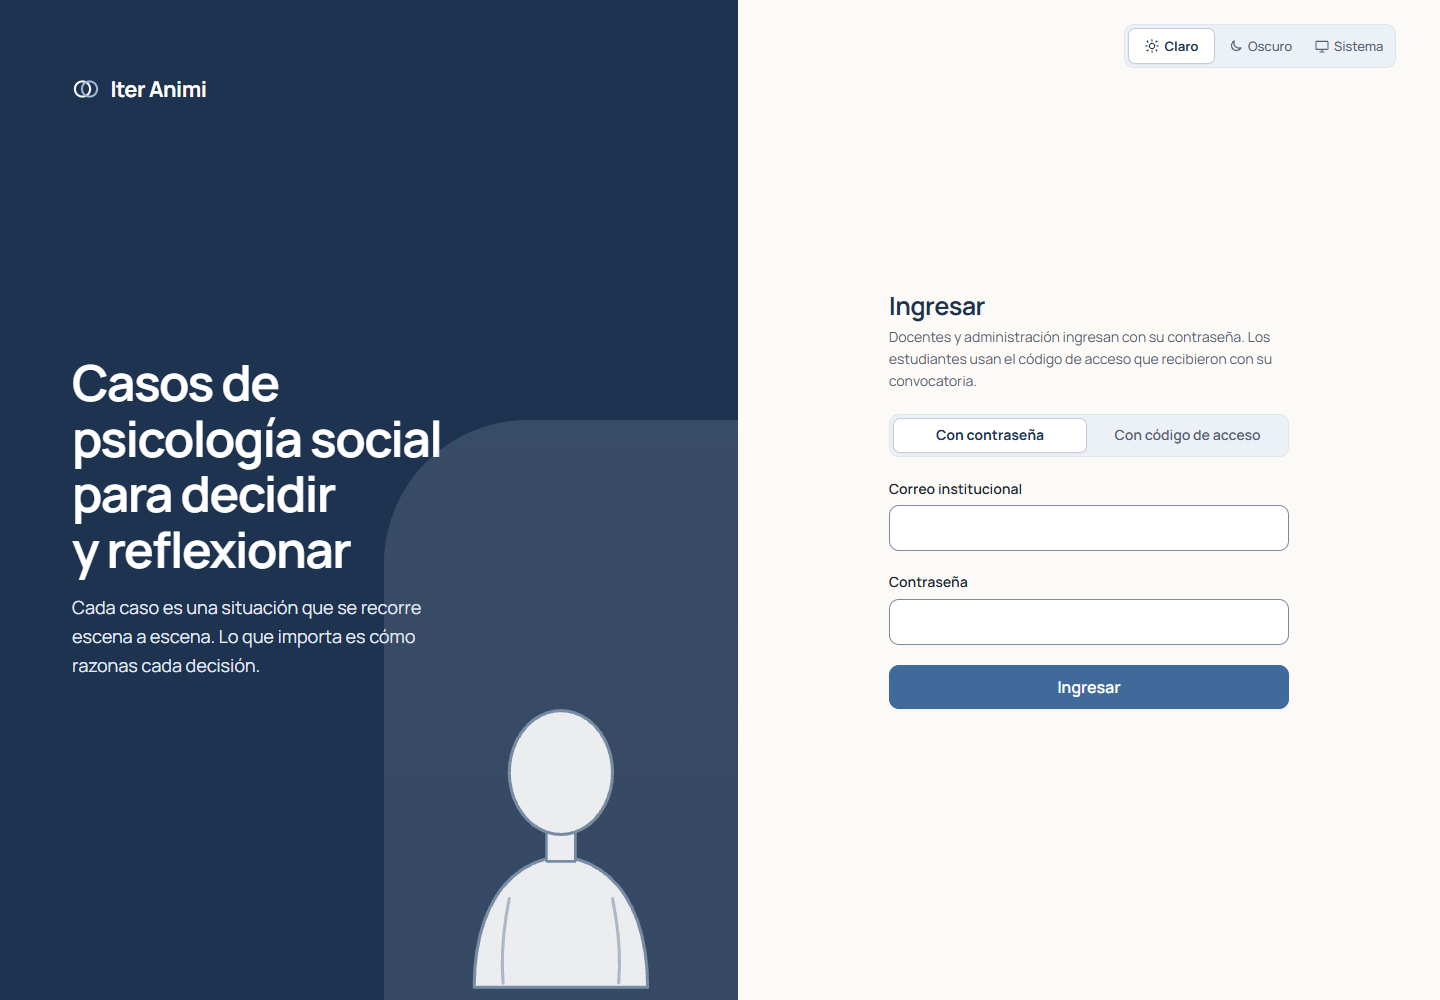 Iter Animi
Casos de
psicología social
para decidir
y reflexionar
Cada caso es una situación que se recorre
escena a escena. Lo que importa es cómo
razonas cada decisión.
Claro
Oscuro
Sistema
Ingresar
Docentes y administración ingresan con su contraseña. Los
estudiantes usan el código de acceso que recibieron con su
convocatoria.
Con contraseña
Con código de acceso
Correo institucional
Contraseña
Ingresar